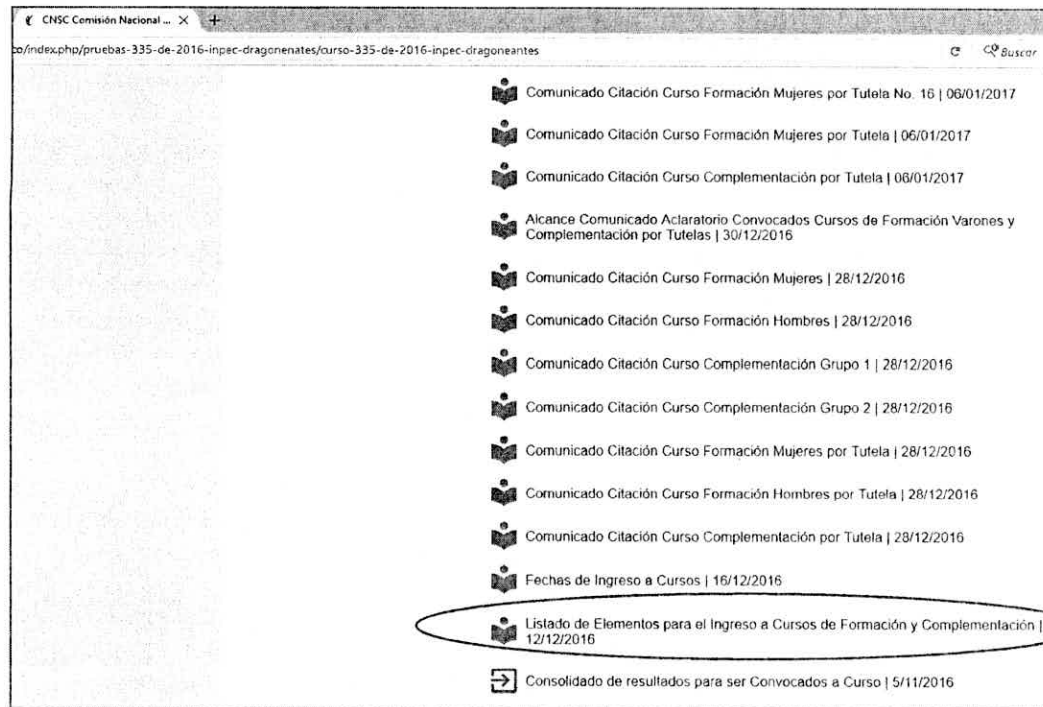 CNSC Comisión Nacional ...
/index.php/pruebas-335-de-2016-inpec-dragonenates/curso-335-de-2016-inpec-dragoneantes
Buscar
Comunicado Citación Curso Formación Mujeres por Tutela No. 16 | 06/01/2017
Comunicado Citación Curso Formación Mujeres por Tutela | 06/01/2017
Comunicado Citación Curso Complementación por Tutela | 06/01/2017
Alcance Comunicado Aclaratorio Convocados Cursos de Formación Varones y
Complementación por Tutelas | 30/12/2016
Comunicado Citación Curso Formación Mujeres | 28/12/2016
Comunicado Citación Curso Formación Hombres | 28/12/2016
Comunicado Citación Curso Complementación Grupo 1 | 28/12/2016
Comunicado Citación Curso Complementación Grupo 2 | 28/12/2016
Comunicado Citación Curso Formación Mujeres por Tutela | 28/12/2016
Comunicado Citación Curso Formación Hombres por Tutela | 28/12/2016
Comunicado Citación Curso Complementación por Tutela | 28/12/2016
Fechas de Ingreso a Cursos | 16/12/2016
Listado de Elementos para el Ingreso a Cursos de Formación y Complementación |
12/12/2016
Consolidado de resultados para ser Convocados a Curso | 5/11/2016